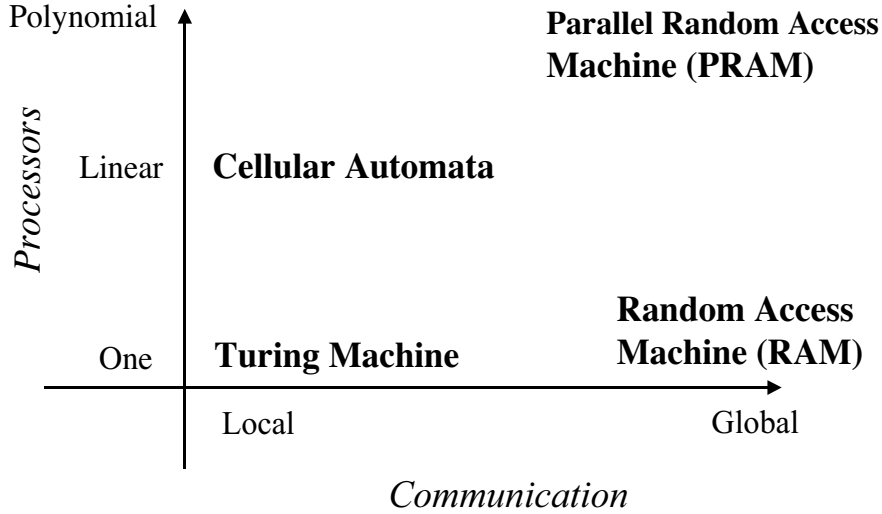 Polynomial
Parallel Random Access
Machine (PRAM)
Processors
Linear
Cellular Automata
Random Access
Machine (RAM)
One
Turing Machine
Local
Global
Communication